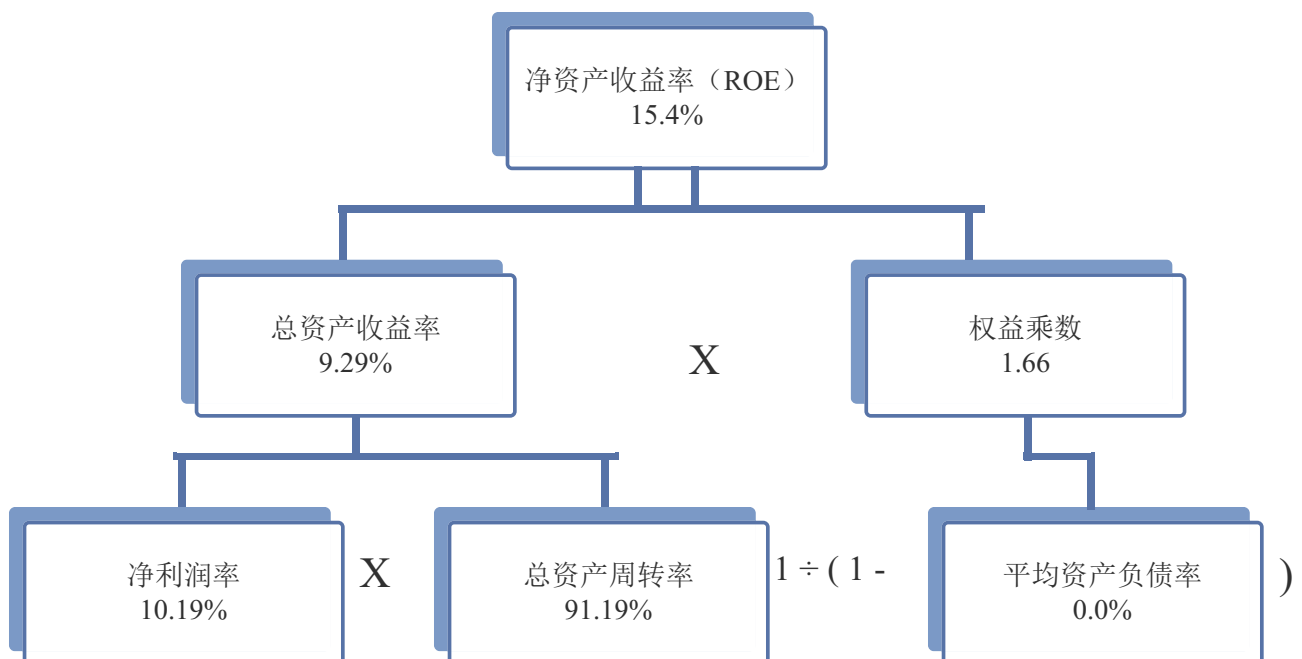 净资产收益率（ROE）
15.4%
总资产收益率
9.29%
X
权益乘数
1.66
净利润率
10.19%
X
总资产周转率
91.19%
1 ÷ ( 1 -
平均资产负债率
0.0%
)